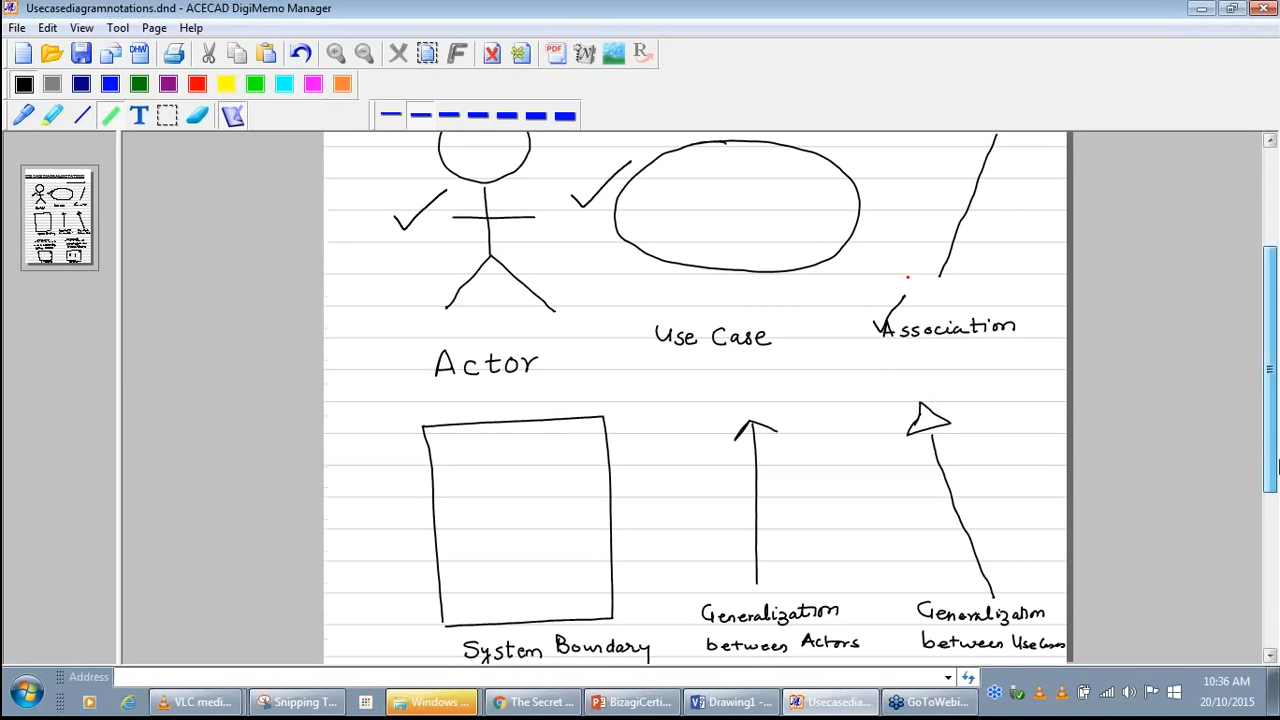 Usecasediagramnotations.dnd - ACECAD DigiMemo Manager
File Edit View Tool Page Help
Use Case
Association
Actor
Generalization
between Actors
Generalization
between Use Cases
System Boundary
Address
VLC medi...
Snipping T...
Windows ...
The Secret ...
BizagiCerti...
Drawing1 -...
Usecasedia...
GoToWebi...
10:36 AM
20/10/2015